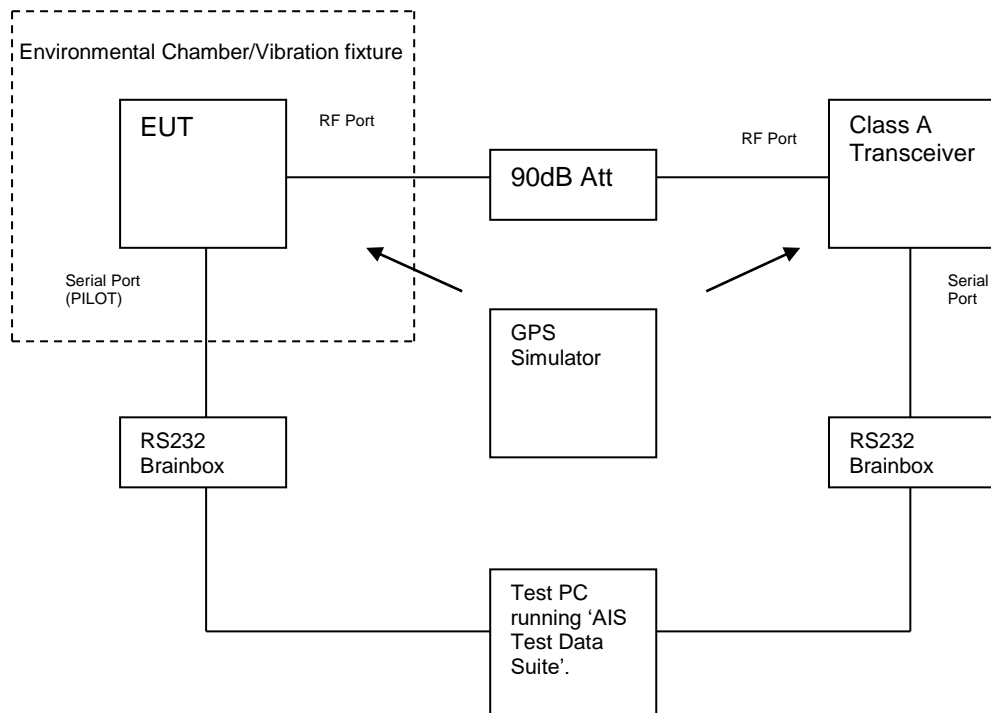 Environmental Chamber/Vibration fixture
EUT
RF Port
90dB Att
RF Port
Class A
Transceiver
Serial Port
(PILOT)
GPS
Simulator
Serial
Port
RS232
Brainbox
RS232
Brainbox
Test PC
running ‘AIS
Test Data
Suite’.